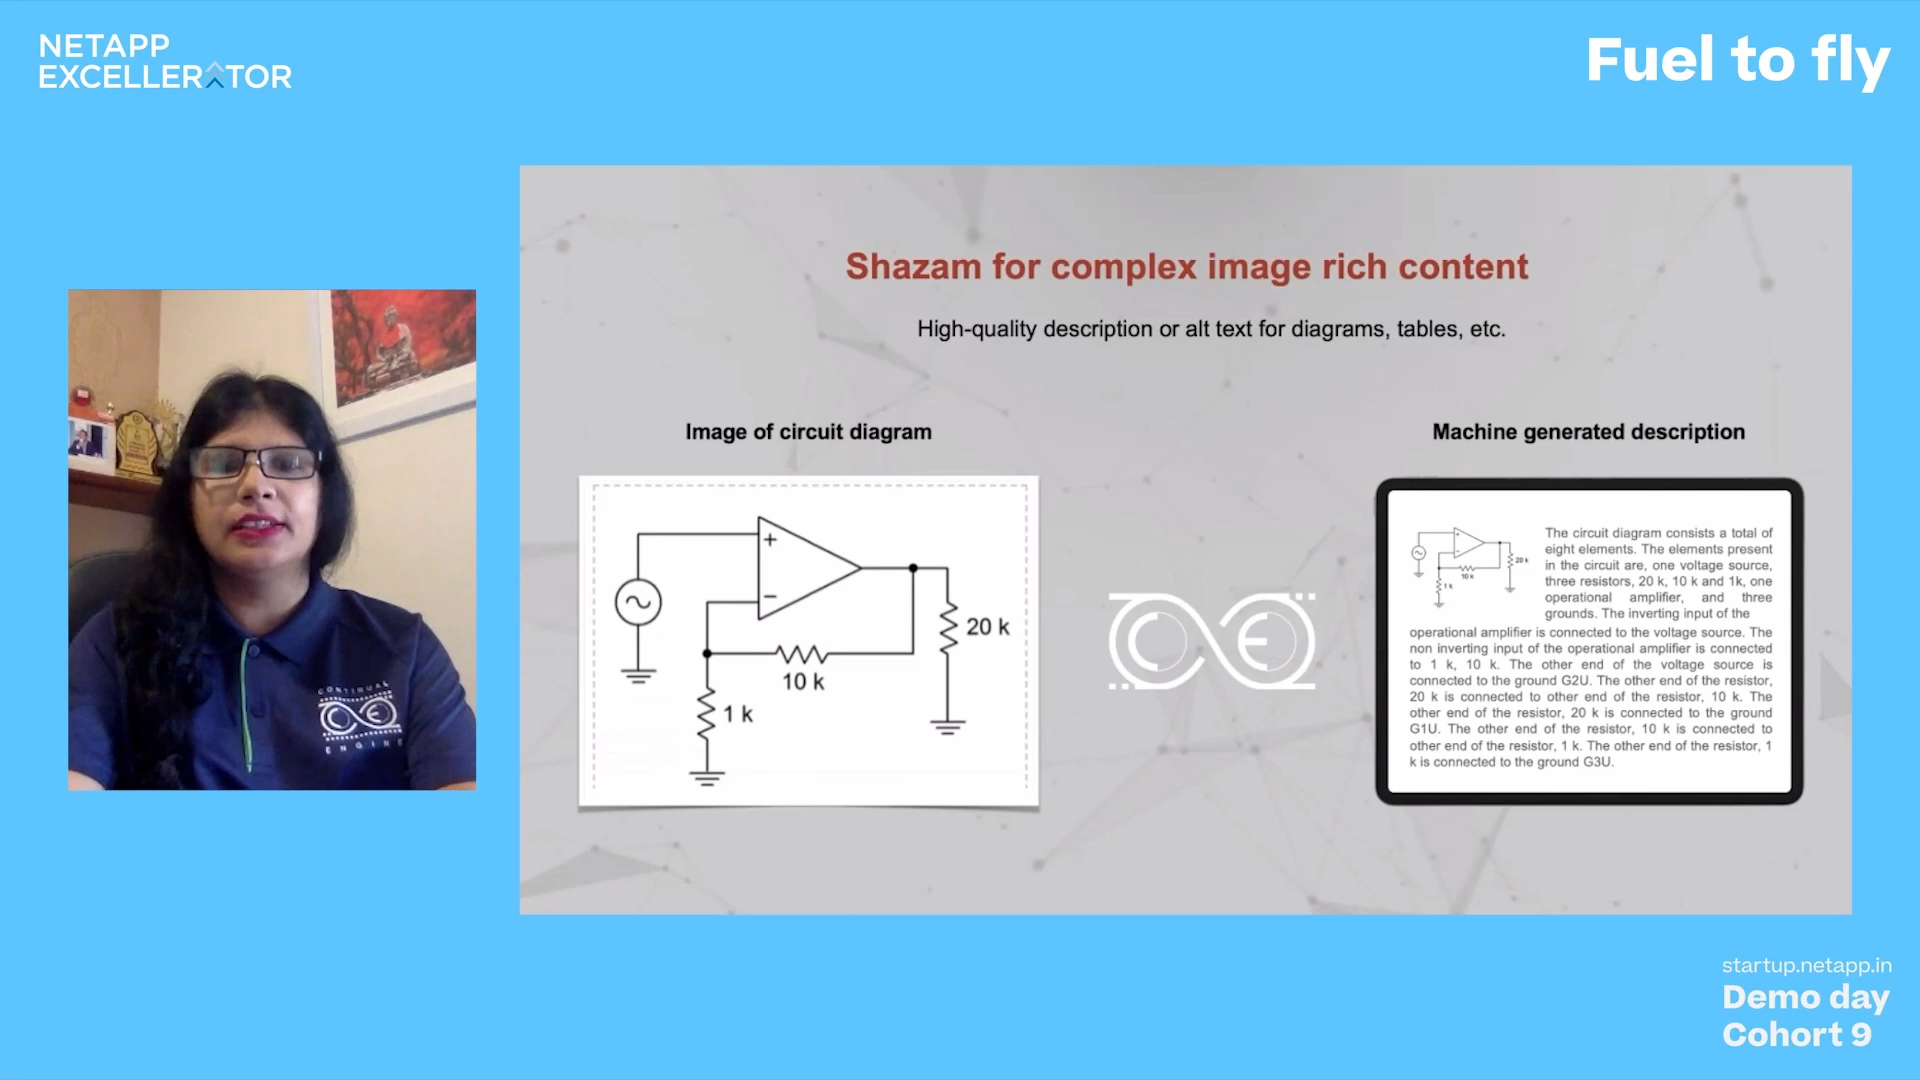 NETAPP
EXCELLERATOR
Fuel to fly
Shazam for complex image rich content
High-quality description or alt text for diagrams, tables, etc.
Image of circuit diagram
Machine generated description
+
−
20 k
10 k
1 k
CE
20 k
10 k
1 k
The circuit diagram consists a total of
eight elements. The elements present
in the circuit are, one voltage source,
three resistors, 20 k, 10 k and 1k, one
operational amplifier, and three
grounds. The inverting input of the
operational amplifier is connected to the voltage source. The
non inverting input of the operational amplifier is connected
to 1 k, 10 k. The other end of the voltage source is
connected to the ground G2U. The other end of the resistor,
20 k is connected to other end of the resistor, 10 k. The
other end of the resistor, 20 k is connected to the ground
G1U. The other end of the resistor, 10 k is connected to
other end of the resistor, 1 k. The other end of the resistor, 1
k is connected to the ground G3U.
CONTINUAL
CE
ENGINE
startup.netapp.in
Demo day
Cohort 9